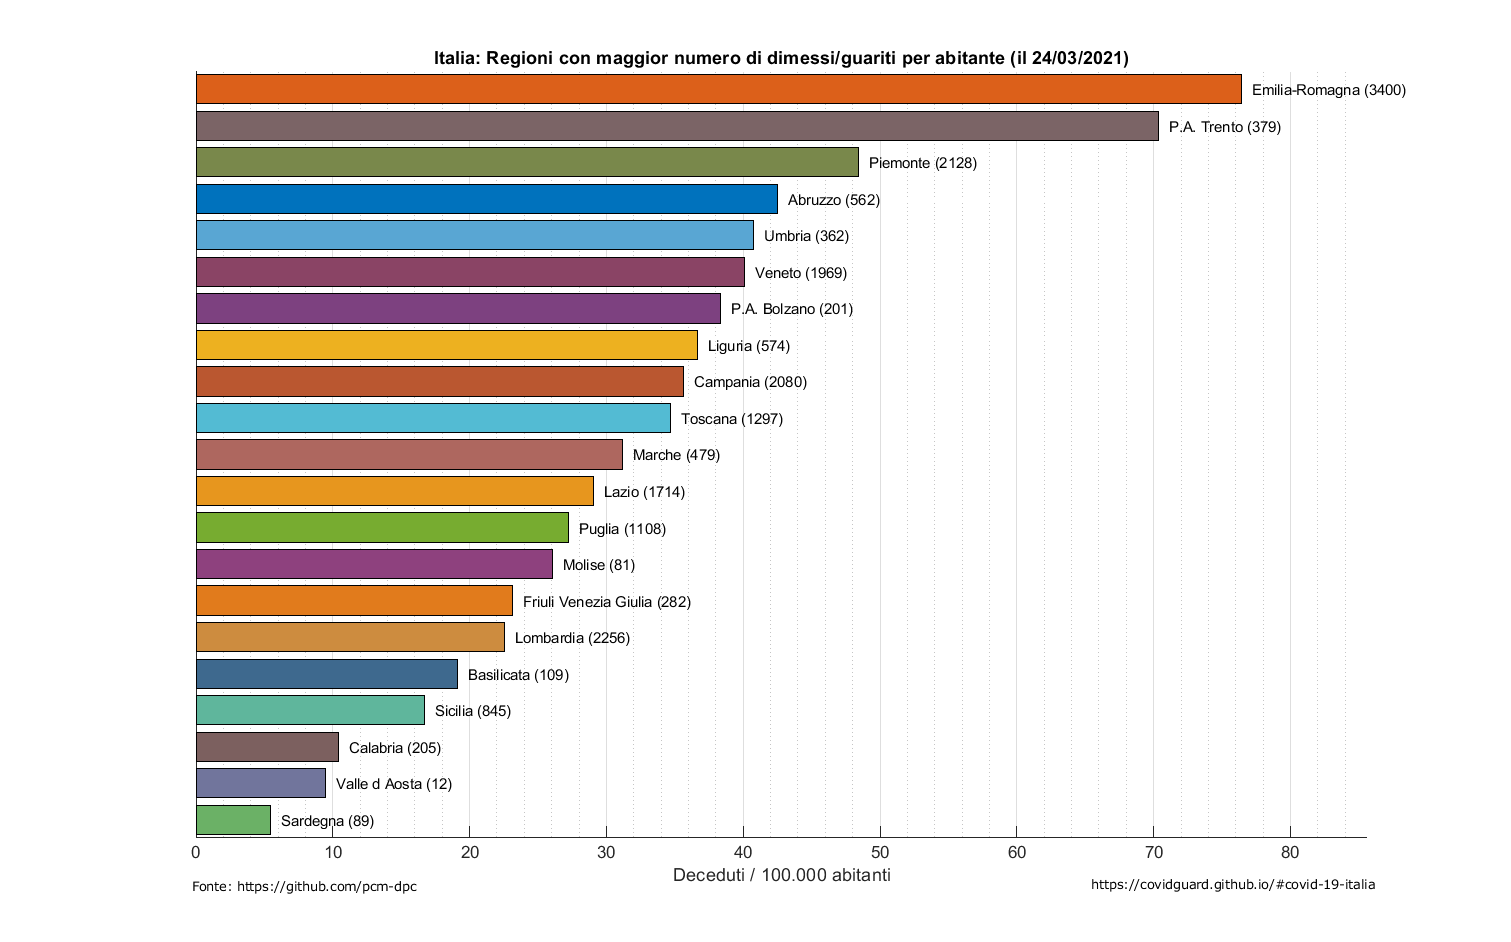 Italia: Regioni con maggior numero di dimessi/guariti per abitante (il 24/03/2021)
Emilia-Romagna (3400)
P.A. Trento (379)
Piemonte (2128)
Abruzzo (562)
Umbria (362)
Veneto (1969)
P.A. Bolzano (201)
Liguria (574)
Campania (2080)
Toscana (1297)
Marche (479)
Lazio (1714)
Puglia (1108)
Molise (81)
Friuli Venezia Giulia (282)
Lombardia (2256)
Basilicata (109)
Sicilia (845)
Calabria (205)
Valle d Aosta (12)
Sardegna (89)
0 10 20 30 40 50 60 70 80
Deceduti / 100.000 abitanti
Fonte: https://github.com/pcm-dpc
https://covidguard.github.io/#covid-19-italia